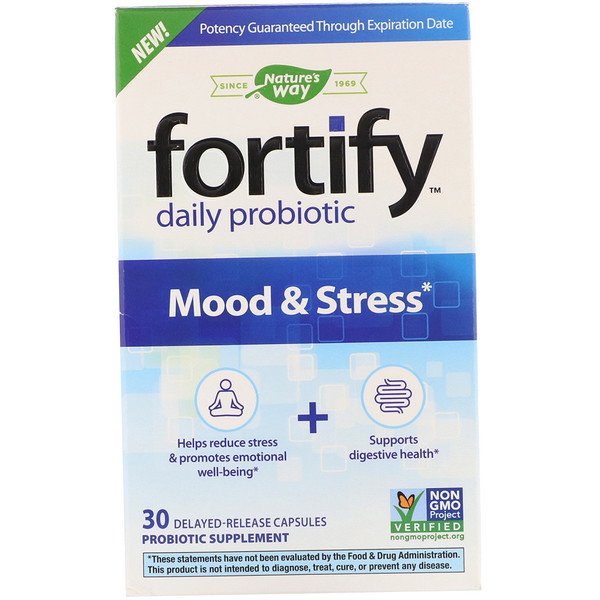 NEW!
Potency Guaranteed Through Expiration Date
SINCE Nature's Way® 1969
fortify™
daily probiotic
Mood & Stress*
Helps reduce stress
& promotes emotional
well-being*
+
Supports
digestive health*
30 DELAYED-RELEASE CAPSULES
PROBIOTIC SUPPLEMENT
NON
GMO
Project
VERIFIED
nongmoproject.org
*These statements have not been evaluated by the Food & Drug Administration.
This product is not intended to diagnose, treat, cure, or prevent any disease.